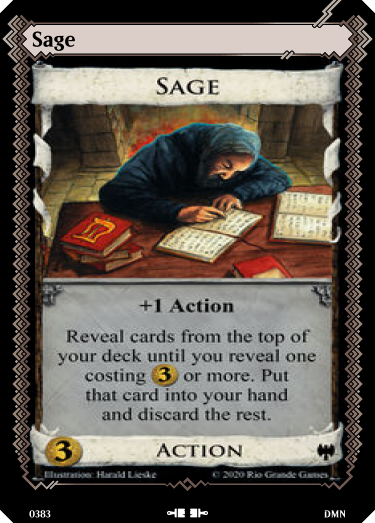 Sage
SAGE
+1 Action
Reveal cards from the top of
your deck until you reveal one
costing 3 or more. Put
that card into your hand
and discard the rest.
3 ACTION
Illustration: Harald Lieske © 2020 Rio Grande Games
0383 DMN